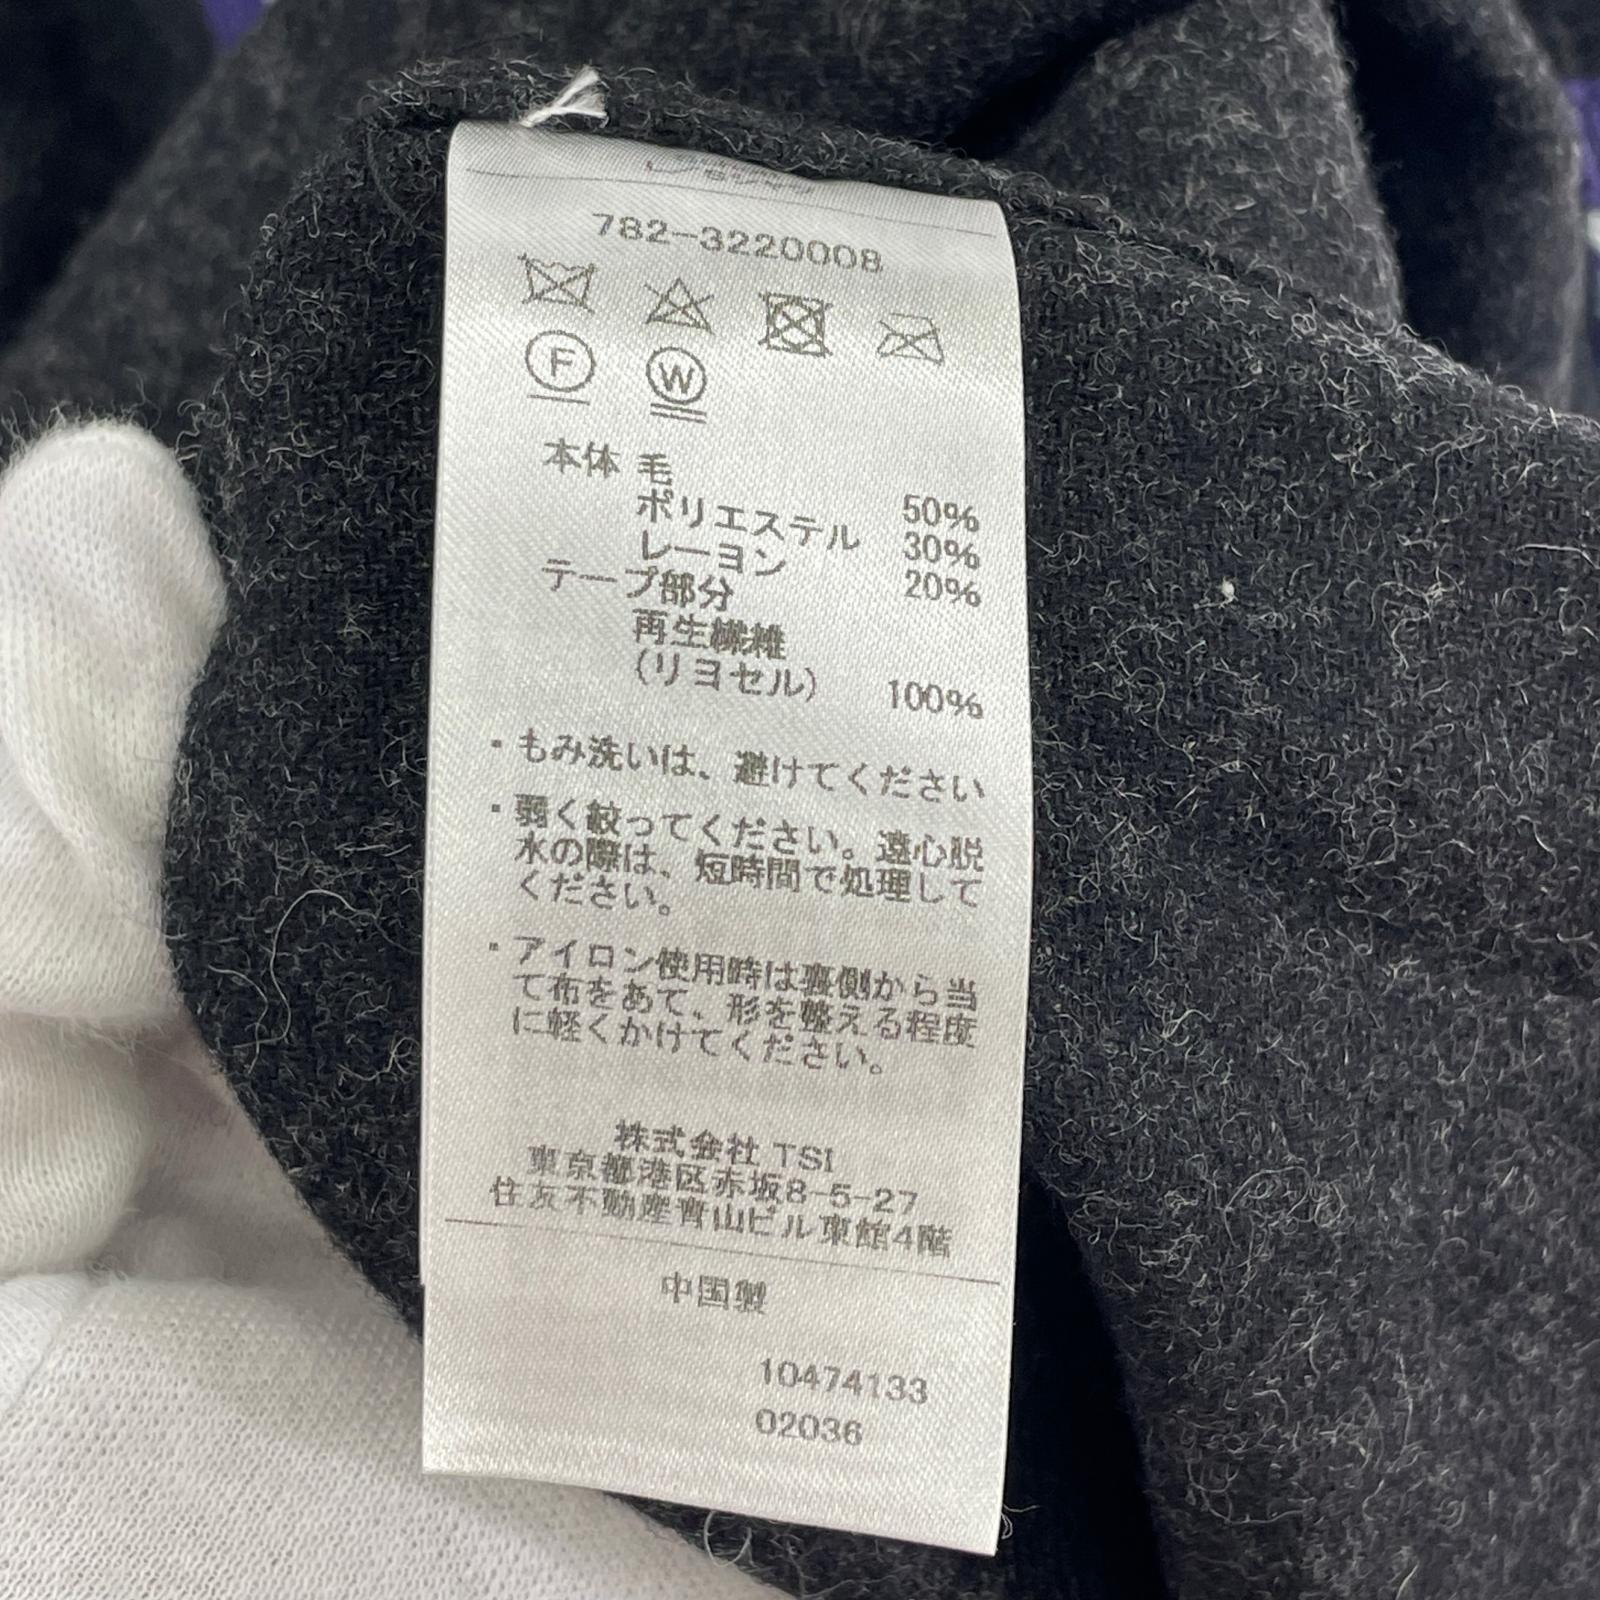 782-3220008
F W
本体 毛 50%
ポリエステル 30%
レーヨン 20%
テープ部分
再生繊維
(リヨセル) 100%
・もみ洗いは、避けてください
・弱く絞ってください。遠心脱
水の際は、短時間で処理して
ください。
・アイロン使用時は裏側から当
て布をあて、形を整える程度
に軽くかけてください。
株式会社 TSI
東京都港区赤坂8-5-27
住友不動産青山ビル東館4階
中国製
10474133
02036